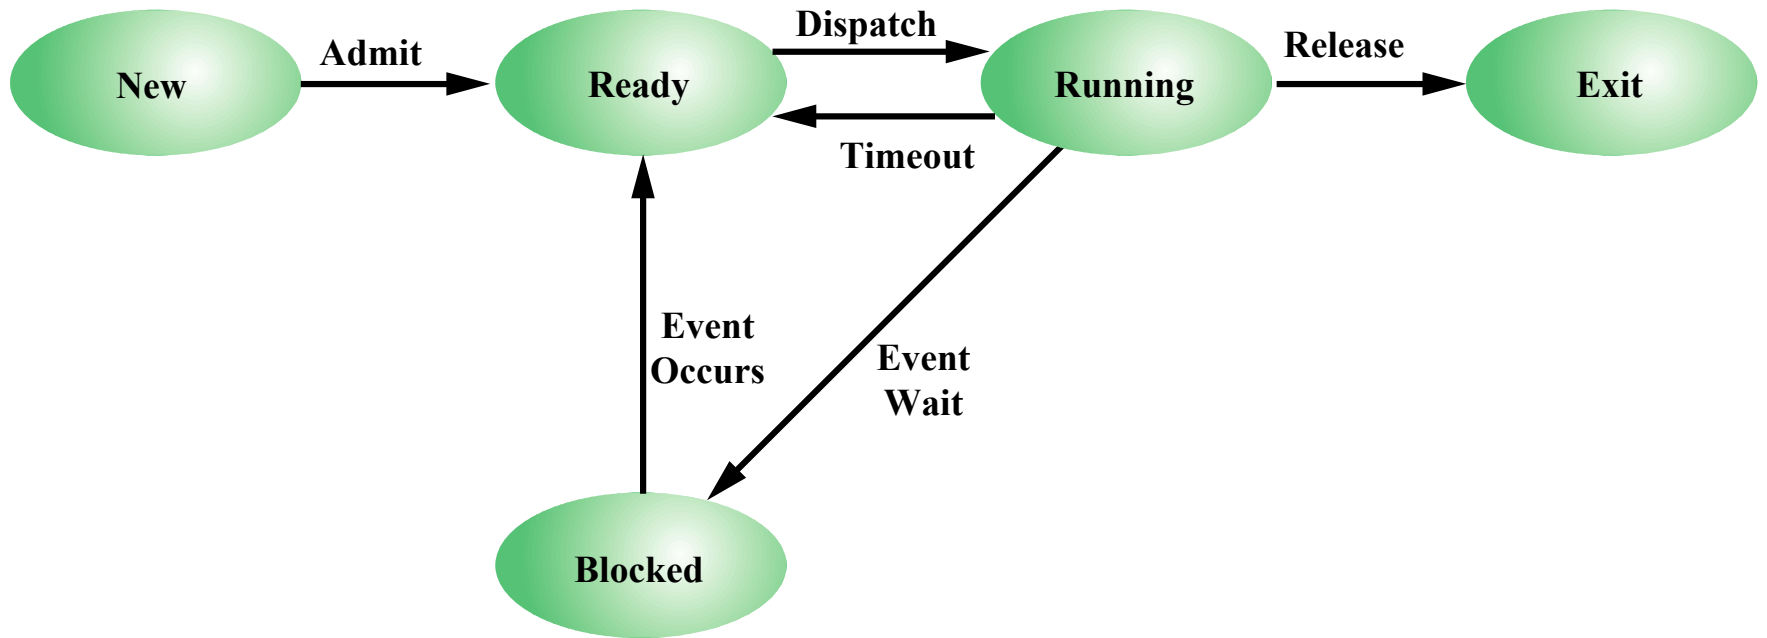 New
Admit
Ready
Dispatch
Running
Release
Exit
Timeout
Event
Occurs
Event
Wait
Blocked